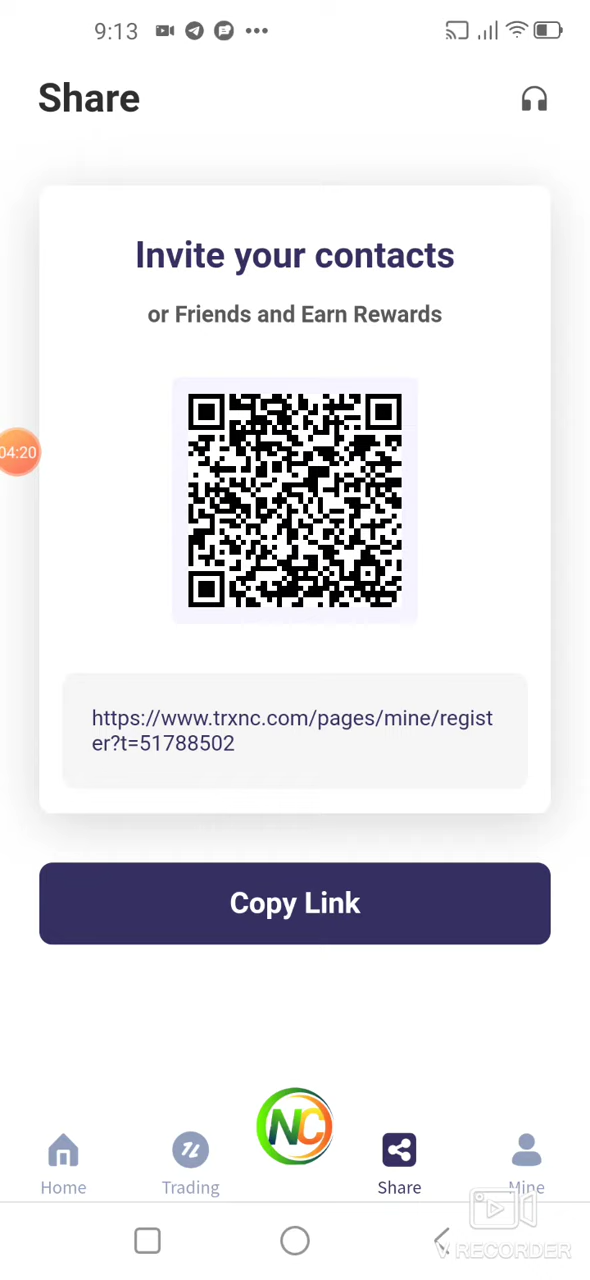 9:13
Share
Invite your contacts
or Friends and Earn Rewards
04:20
https://www.trxnc.com/pages/mine/regist
er?t=51788502
Copy Link
NC
Home
Trading
Share
Mine
V RECORDER